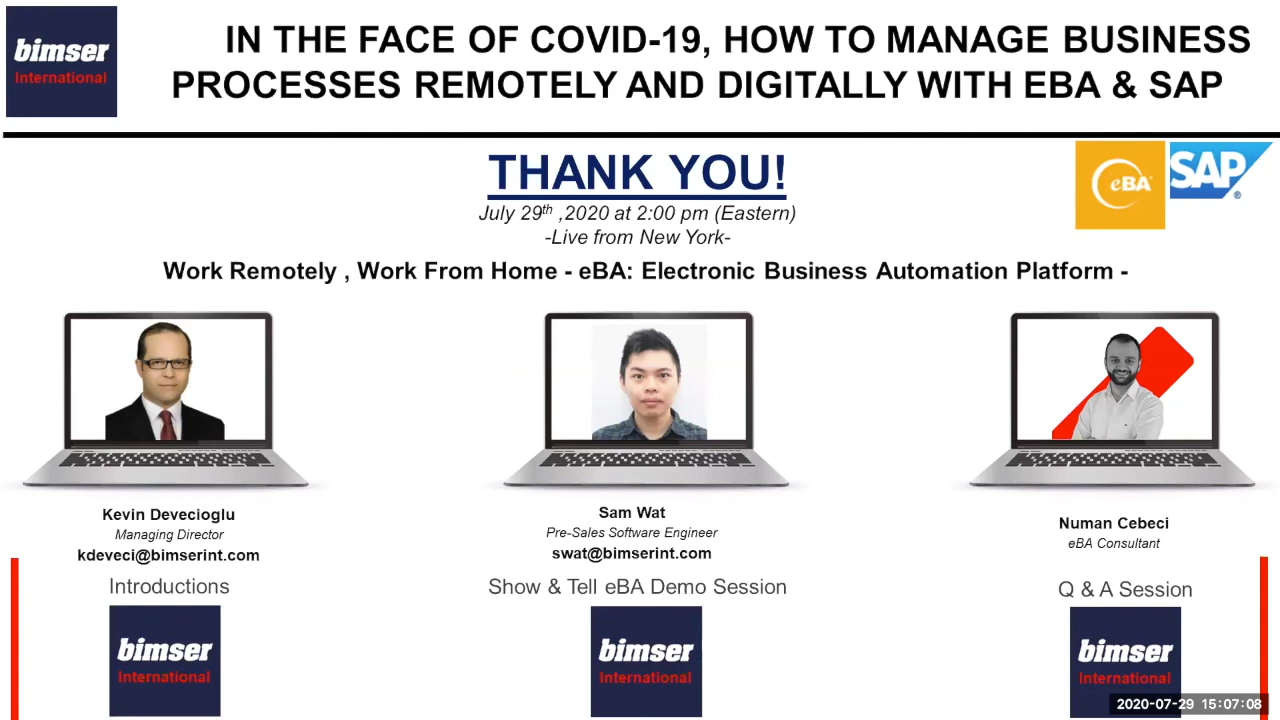 bimser
International
IN THE FACE OF COVID-19, HOW TO MANAGE BUSINESS
PROCESSES REMOTELY AND DIGITALLY WITH EBA & SAP
THANK YOU!
July 29th ,2020 at 2:00 pm (Eastern)
-Live from New York-
eBA
SAP
Work Remotely , Work From Home - eBA: Electronic Business Automation Platform -
Kevin Devecioglu
Managing Director
kdeveci@bimserint.com
Introductions
bimser
International
Sam Wat
Pre-Sales Software Engineer
swat@bimserint.com
Show & Tell eBA Demo Session
bimser
International
Numan Cebeci
eBA Consultant
Q & A Session
bimser
International
2020-07-29 15:07:08